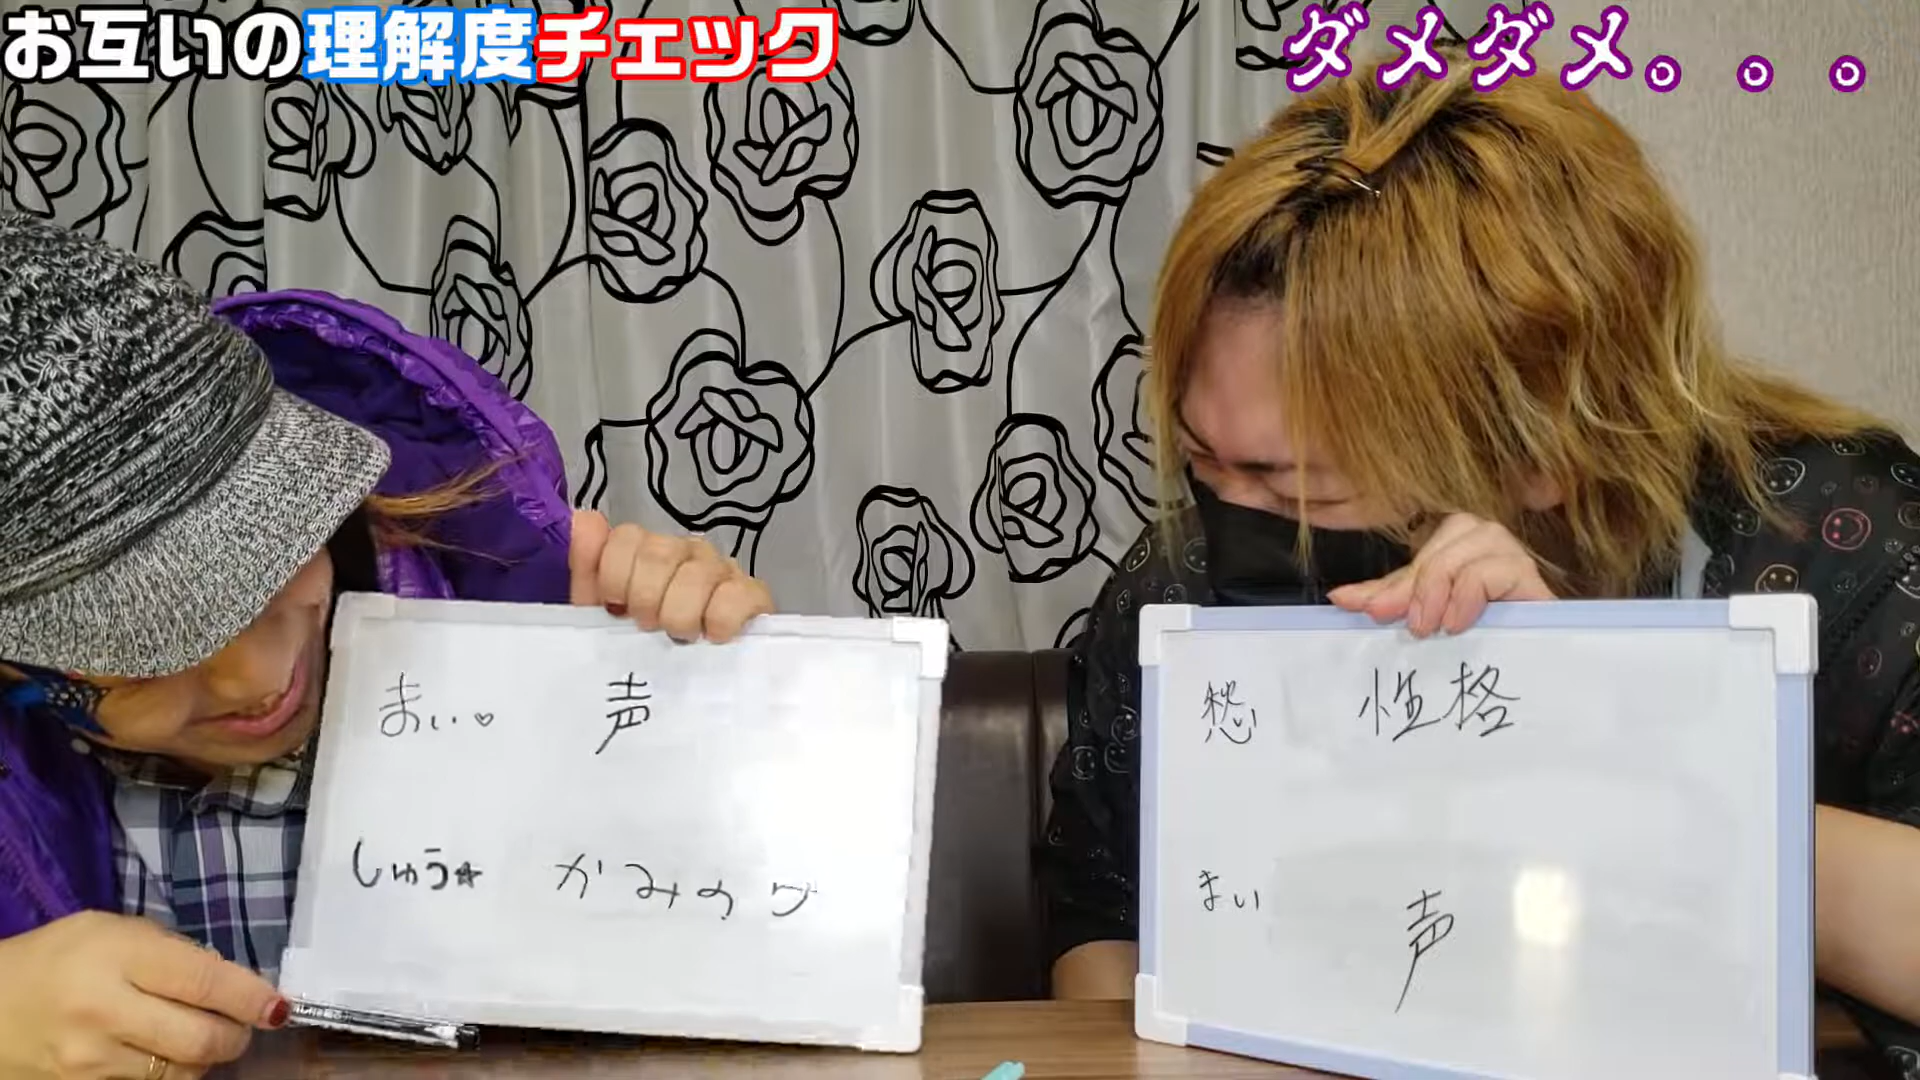 お互いの理解度チェック
ダメダメ。。。
まい♡ 声
しゅう★ かみのケ
愁 性格
まい 声